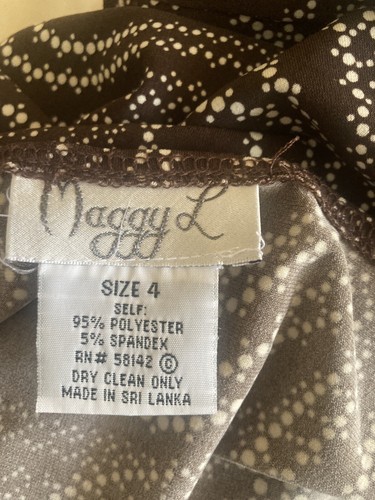 Maggy L
SIZE 4
SELF:
95% POLYESTER
5% SPANDEX
RN# 58142 ©
DRY CLEAN ONLY
MADE IN SRI LANKA